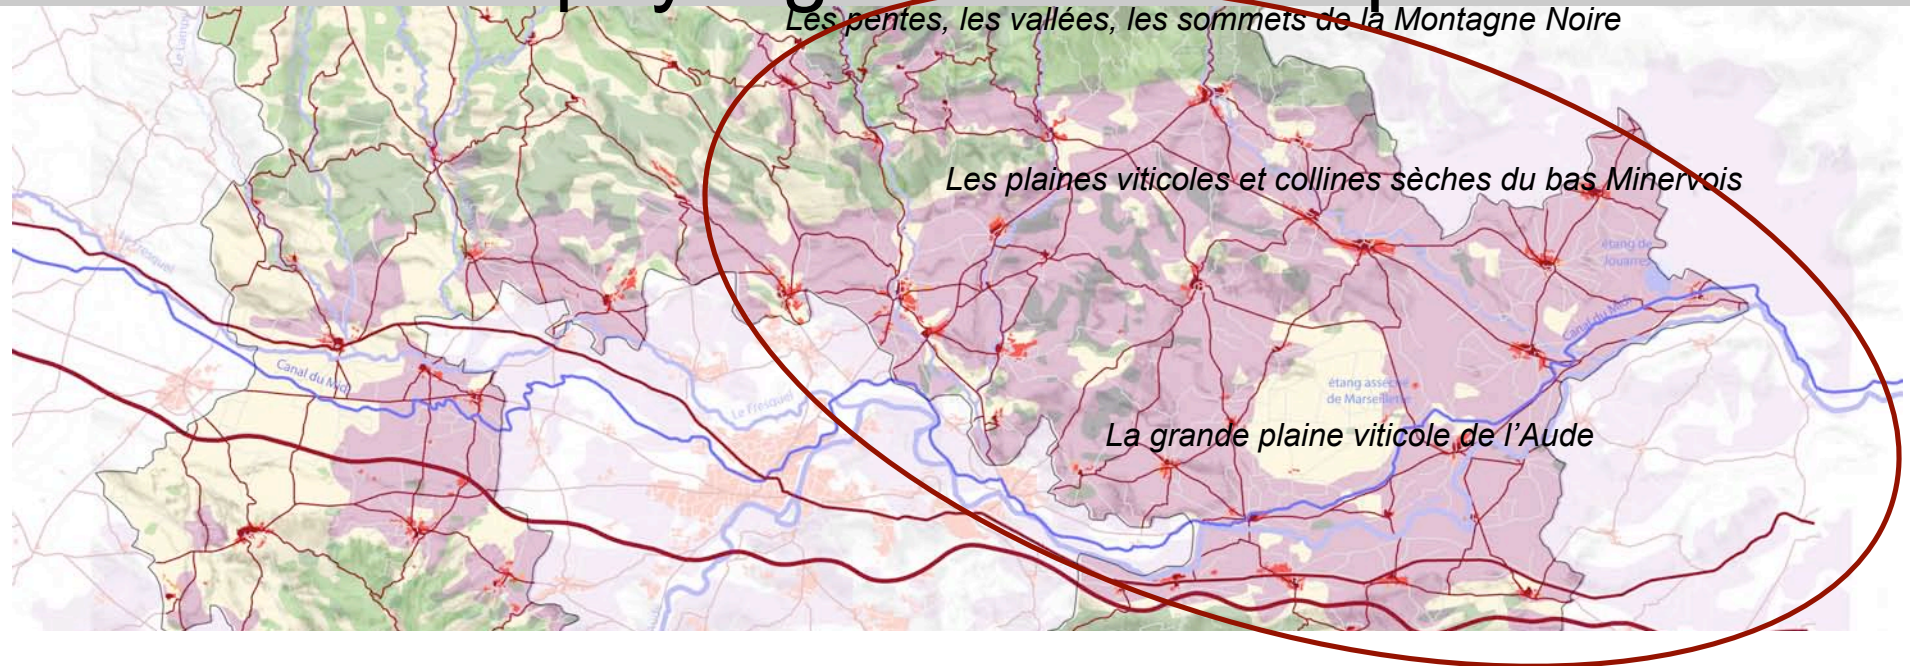 Les pentes, les vallées, les sommets de la Montagne Noire
Le Lampy
Les plaines viticoles et collines sèches du bas Minervois
Le Fresquel
étang de
Jouarres
Canal du Midi
Canal du Midi
étang asséché
de Marseillette
Le Fresquel
La grande plaine viticole de l’Aude